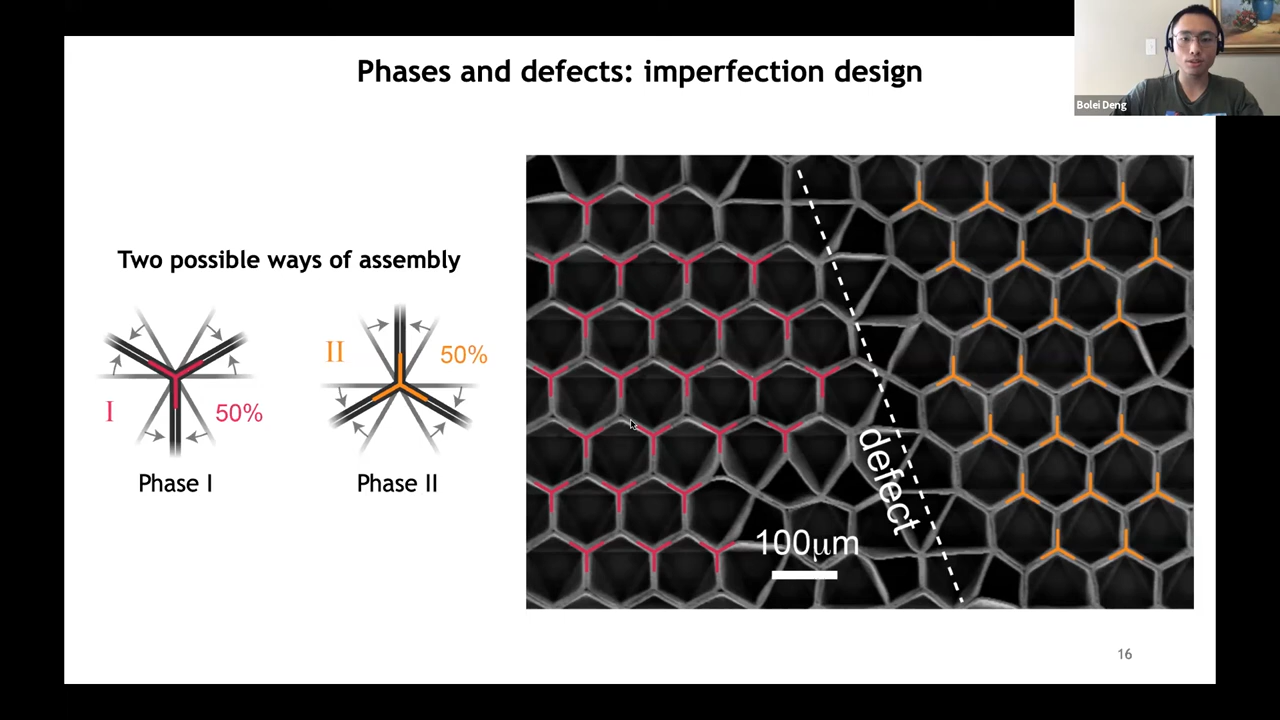 Phases and defects: imperfection design
Bolei Deng
Two possible ways of assembly
I
50%
Phase I
II
50%
Phase II
defect
100μm
16